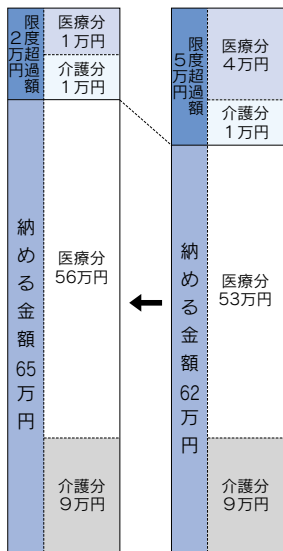 限度超過額
2万円
医療分
1万円
介護分
1万円
納める金額65万円
医療分
56万円
介護分
9万円
限度超過額
5万円
医療分
4万円
介護分
1万円
納める金額62万円
医療分
53万円
介護分
9万円